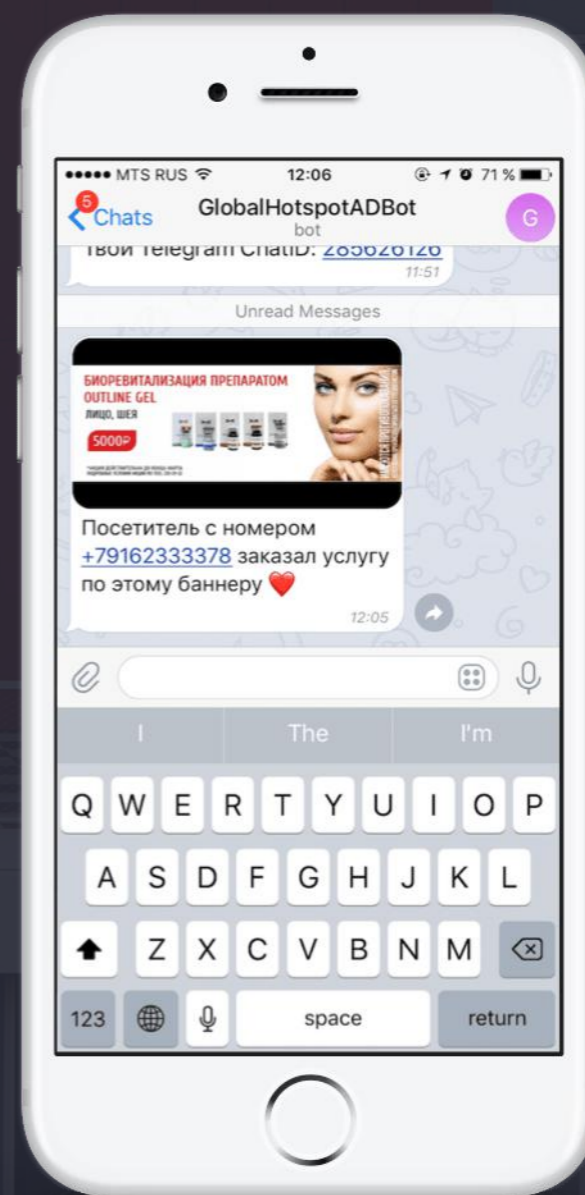 MTS RUS 12:06 71 %
5
Chats GlobalHotspotADBot G
bot
Твой Telegram ChatID: 285626126
11:51
Unread Messages
БИОРЕВИТАЛИЗАЦИЯ ПРЕПАРАТОМ
OUTLINE GEL
ЛИЦО, ШЕЯ
5000₽
Посетитель с номером
+79162333378 заказал услугу
по этому баннеру ❤️
12:05
I The I'm
Q W E R T Y U I O P
A S D F G H J K L
Z X C V B N M
123 space return